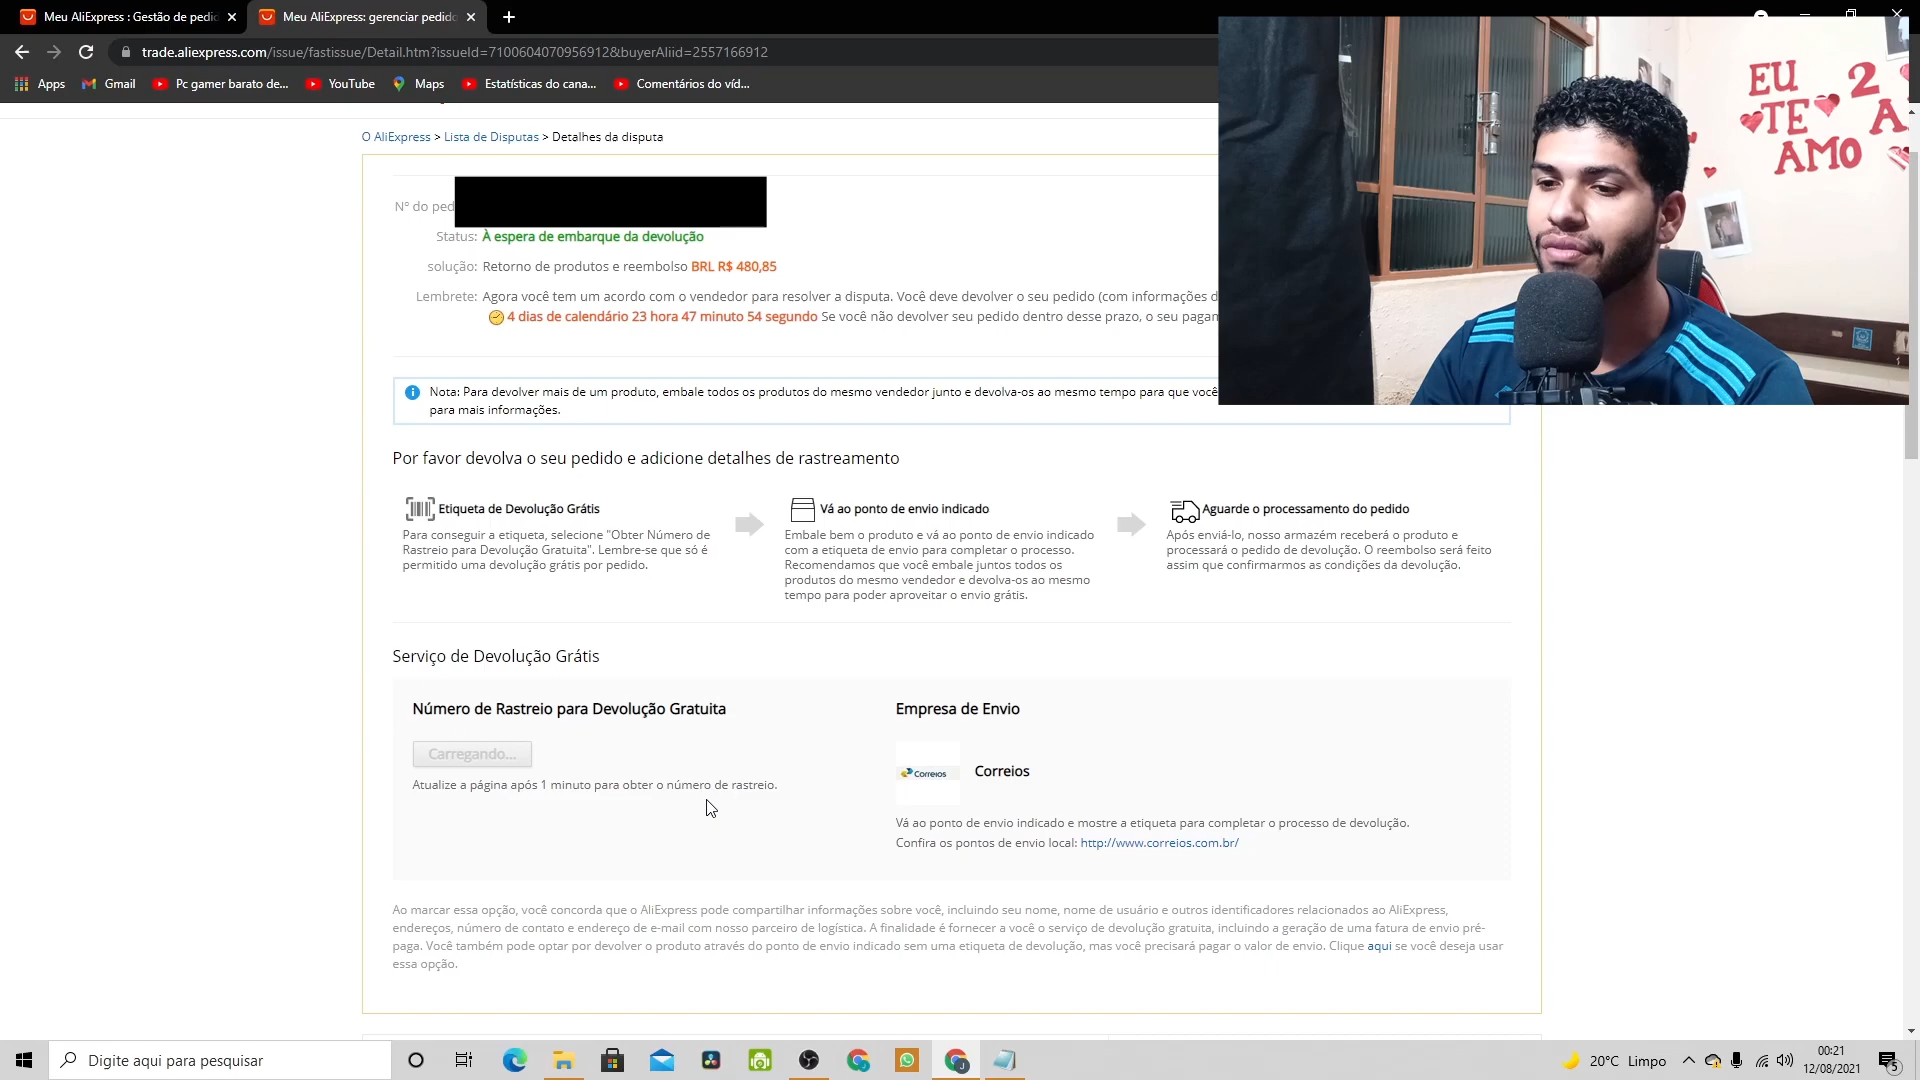 Meu AliExpress : Gestão de pedid
Meu AliExpress: gerenciar pedido
trade.aliexpress.com/issue/fastissue/Detail.htm?issueId=7100604070956912&buyerAliid=2557166912
Apps
Gmail
Pc gamer barato de...
YouTube
Maps
Estatísticas do cana...
Comentários do víd...
O AliExpress > Lista de Disputas > Detalhes da disputa
Nº do ped
Status: À espera de embarque da devolução
solução: Retorno de produtos e reembolso BRL R$ 480,85
Lembrete: Agora você tem um acordo com o vendedor para resolver a disputa. Você deve devolver o seu pedido (com informações d
4 dias de calendário 23 hora 47 minuto 54 segundo Se você não devolver seu pedido dentro desse prazo, o seu pagam
Nota: Para devolver mais de um produto, embale todos os produtos do mesmo vendedor junto e devolva-os ao mesmo tempo para que você
para mais informações.
Por favor devolva o seu pedido e adicione detalhes de rastreamento
Etiqueta de Devolução Grátis
Para conseguir a etiqueta, selecione "Obter Número de
Rastreio para Devolução Gratuita". Lembre-se que só é
permitido uma devolução grátis por pedido.
Vá ao ponto de envio indicado
Embale bem o produto e vá ao ponto de envio indicado
com a etiqueta de envio para completar o processo.
Recomendamos que você embale juntos todos os
produtos do mesmo vendedor e devolva-os ao mesmo
tempo para poder aproveitar o envio grátis.
Aguarde o processamento do pedido
Após enviá-lo, nosso armazém receberá o produto e
processará o pedido de devolução. O reembolso será feito
assim que confirmarmos as condições da devolução.
Serviço de Devolução Grátis
Número de Rastreio para Devolução Gratuita
Carregando...
Atualize a página após 1 minuto para obter o número de rastreio.
Empresa de Envio
Correios
Correios
Vá ao ponto de envio indicado e mostre a etiqueta para completar o processo de devolução.
Confira os pontos de envio local: http://www.correios.com.br/
Ao marcar essa opção, você concorda que o AliExpress pode compartilhar informações sobre você, incluindo seu nome, nome de usuário e outros identificadores relacionados ao AliExpress,
endereços, número de contato e endereço de e-mail com nosso parceiro de logística. A finalidade é fornecer a você o serviço de devolução gratuita, incluindo a geração de uma fatura de envio pré-
paga. Você também pode optar por devolver o produto através do ponto de envio indicado sem uma etiqueta de devolução, mas você precisará pagar o valor de envio. Clique aqui se você deseja usar
essa opção.
EU 2
TE A
AMO
Digite aqui para pesquisar
20°C Limpo
00:21
12/08/2021
5